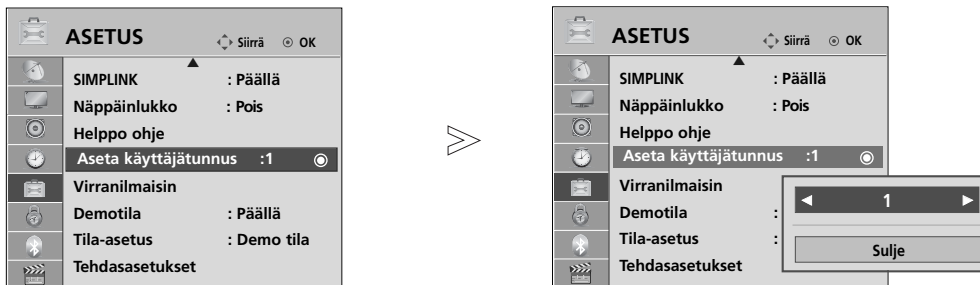 ASETUS
Siirrä
OK
SIMPLINK : Päällä
Näppäinlukko : Pois
Helppo ohje
Aseta käyttäjätunnus :1
Virranilmaisin
Demotila : Päällä
Tila-asetus : Demo tila
Tehdasasetukset
ASETUS
Siirrä
OK
SIMPLINK : Päällä
Näppäinlukko : Pois
Helppo ohje
Aseta käyttäjätunnus :1
Virranilmaisin
Demotila :
Tila-asetus :
Tehdasasetukset
1
Sulje